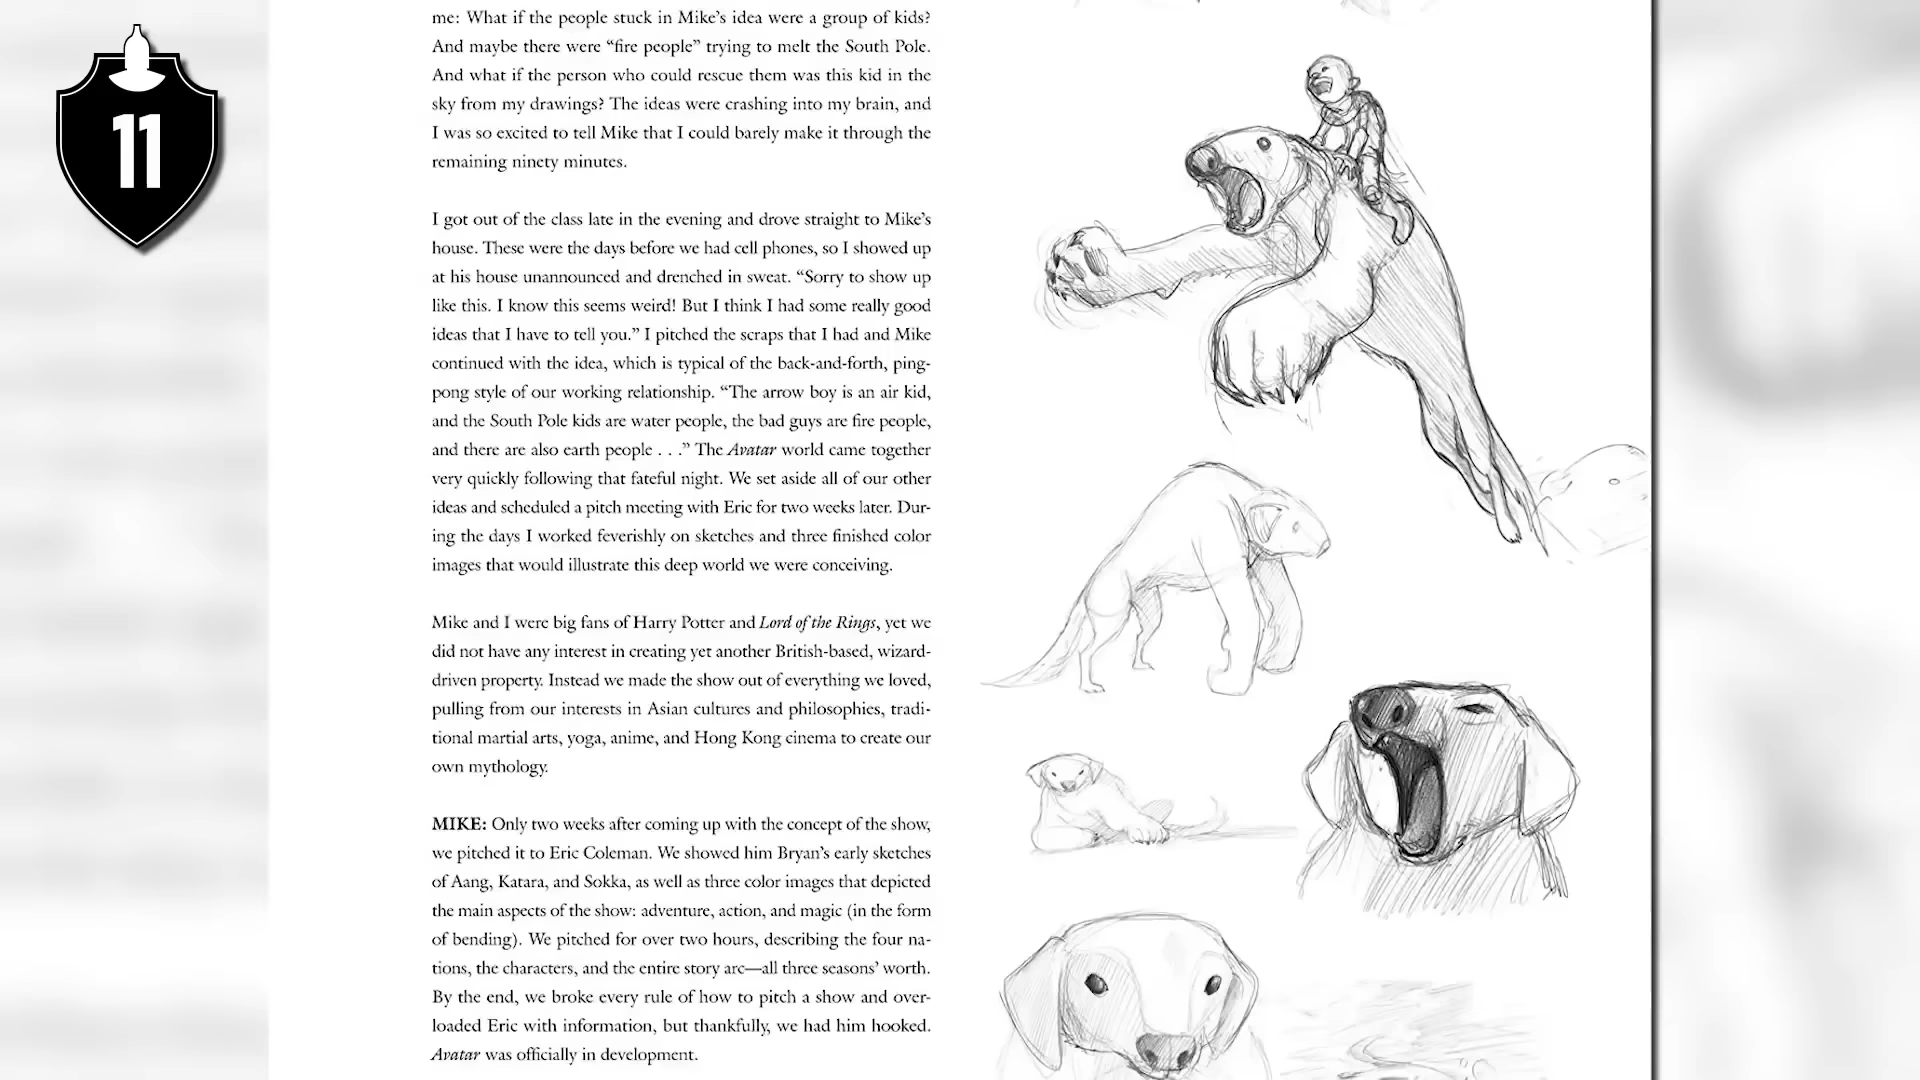 11
me: What if the people stuck in Mike’s idea were a group of kids?
And maybe there were “fire people” trying to melt the South Pole.
And what if the person who could rescue them was this kid in the
sky from my drawings? The ideas were crashing into my brain, and
I was so excited to tell Mike that I could barely make it through the
remaining ninety minutes.
I got out of the class late in the evening and drove straight to Mike’s
house. These were the days before we had cell phones, so I showed up
at his house unannounced and drenched in sweat. “Sorry to show up
like this. I know this seems weird! But I think I had some really good
ideas that I have to tell you.” I pitched the scraps that I had and Mike
continued with the idea, which is typical of the back-and-forth, ping-
pong style of our working relationship. “The arrow boy is an air kid,
and the South Pole kids are water people, the bad guys are fire people,
and there are also earth people . . .” The Avatar world came together
very quickly following that fateful night. We set aside all of our other
ideas and scheduled a pitch meeting with Eric for two weeks later. Dur-
ing the days I worked feverishly on sketches and three finished color
images that would illustrate this deep world we were conceiving.
Mike and I were big fans of Harry Potter and Lord of the Rings, yet we
did not have any interest in creating yet another British-based, wizard-
driven property. Instead we made the show out of everything we loved,
pulling from our interests in Asian cultures and philosophies, tradi-
tional martial arts, yoga, anime, and Hong Kong cinema to create our
own mythology.
MIKE: Only two weeks after coming up with the concept of the show,
we pitched it to Eric Coleman. We showed him Bryan’s early sketches
of Aang, Katara, and Sokka, as well as three color images that depicted
the main aspects of the show: adventure, action, and magic (in the form
of bending). We pitched for over two hours, describing the four na-
tions, the characters, and the entire story arc—all three seasons’ worth.
By the end, we broke every rule of how to pitch a show and over-
loaded Eric with information, but thankfully, we had him hooked.
Avatar was officially in development.